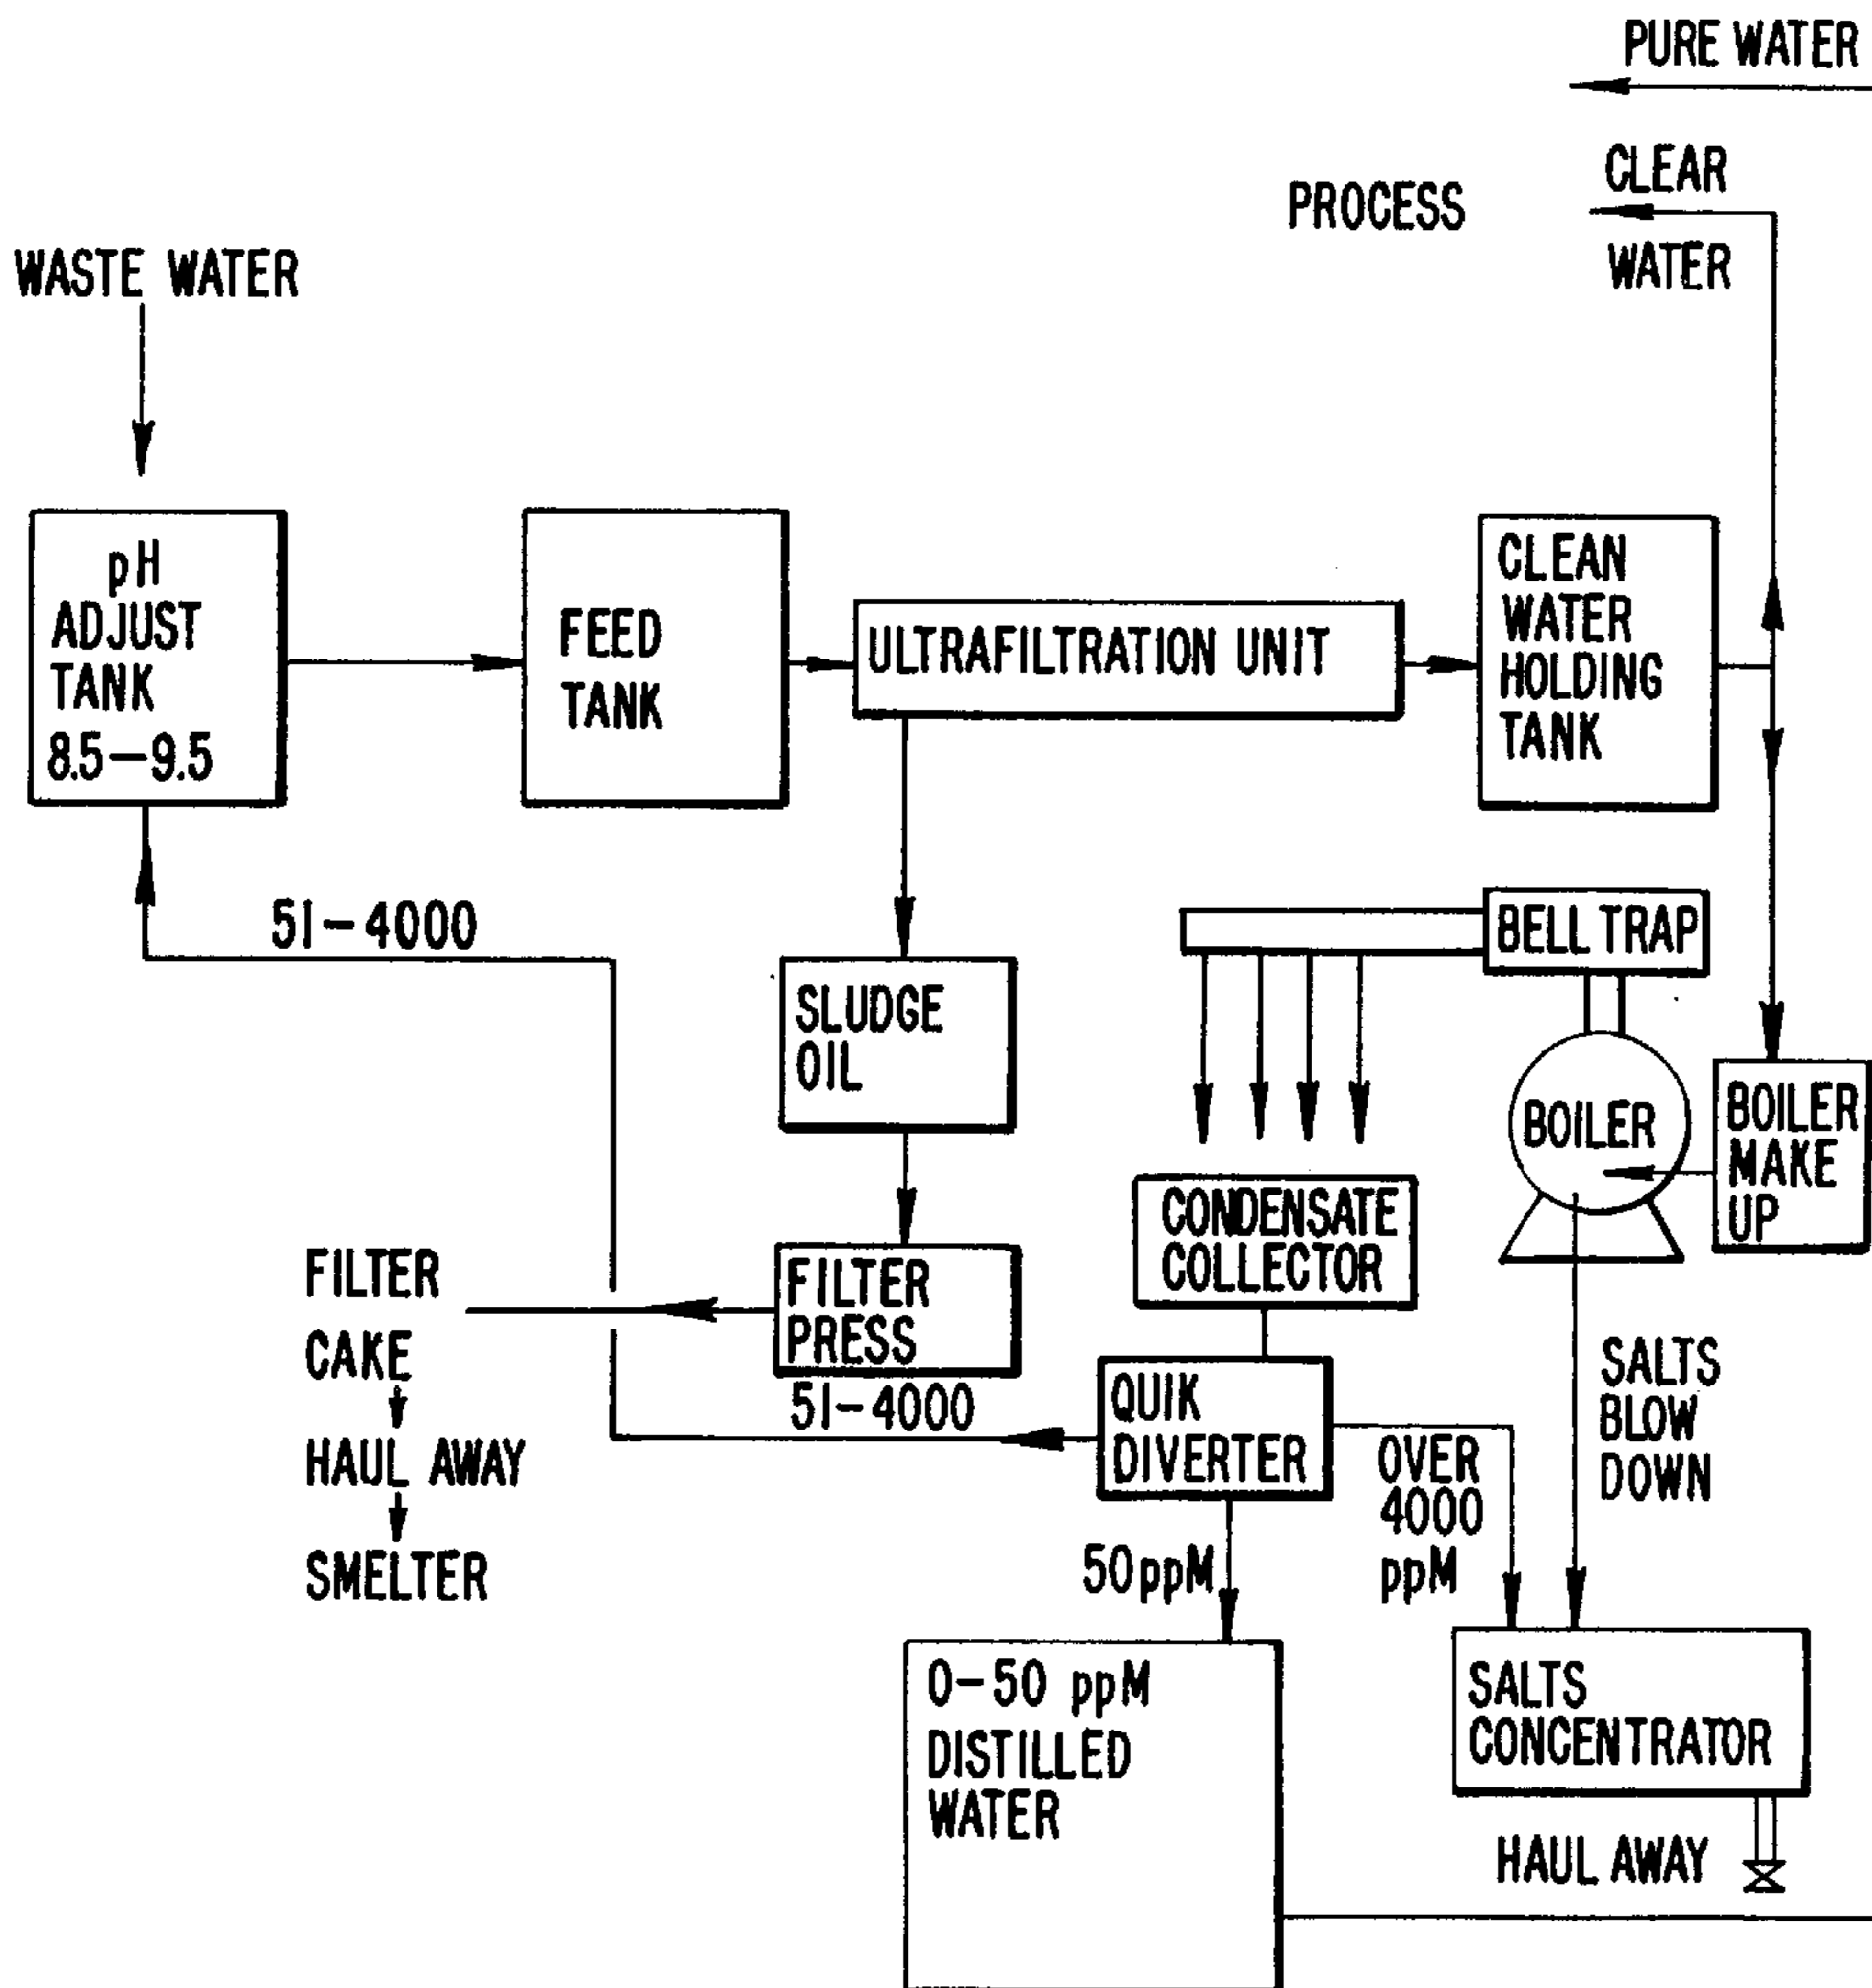 PURE WATER
CLEAR
PROCESS
WATER
WASTE WATER
pH
ADJUST
TANK
8.5-9.5
FEED
TANK
ULTRAFILTRATION UNIT
CLEAN
WATER
HOLDING
TANK
51-4000
SLUDGE
OIL
BELL TRAP
BOILER
BOILER
MAKE
UP
CONDENSATE
COLLECTOR
FILTER
CAKE
HAUL AWAY
SMELTER
FILTER
PRESS
51-4000
QUIK
DIVERTER
OVER
4000
ppM
SALTS
BLOW
DOWN
50ppM
0-50 ppM
DISTILLED
WATER
SALTS
CONCENTRATOR
HAUL AWAY